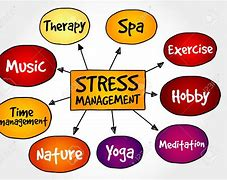 Therapy
Spa
Exercise
Music
STRESS
MANAGEMENT
Hobby
Time
management
Meditation
Nature
Yoga